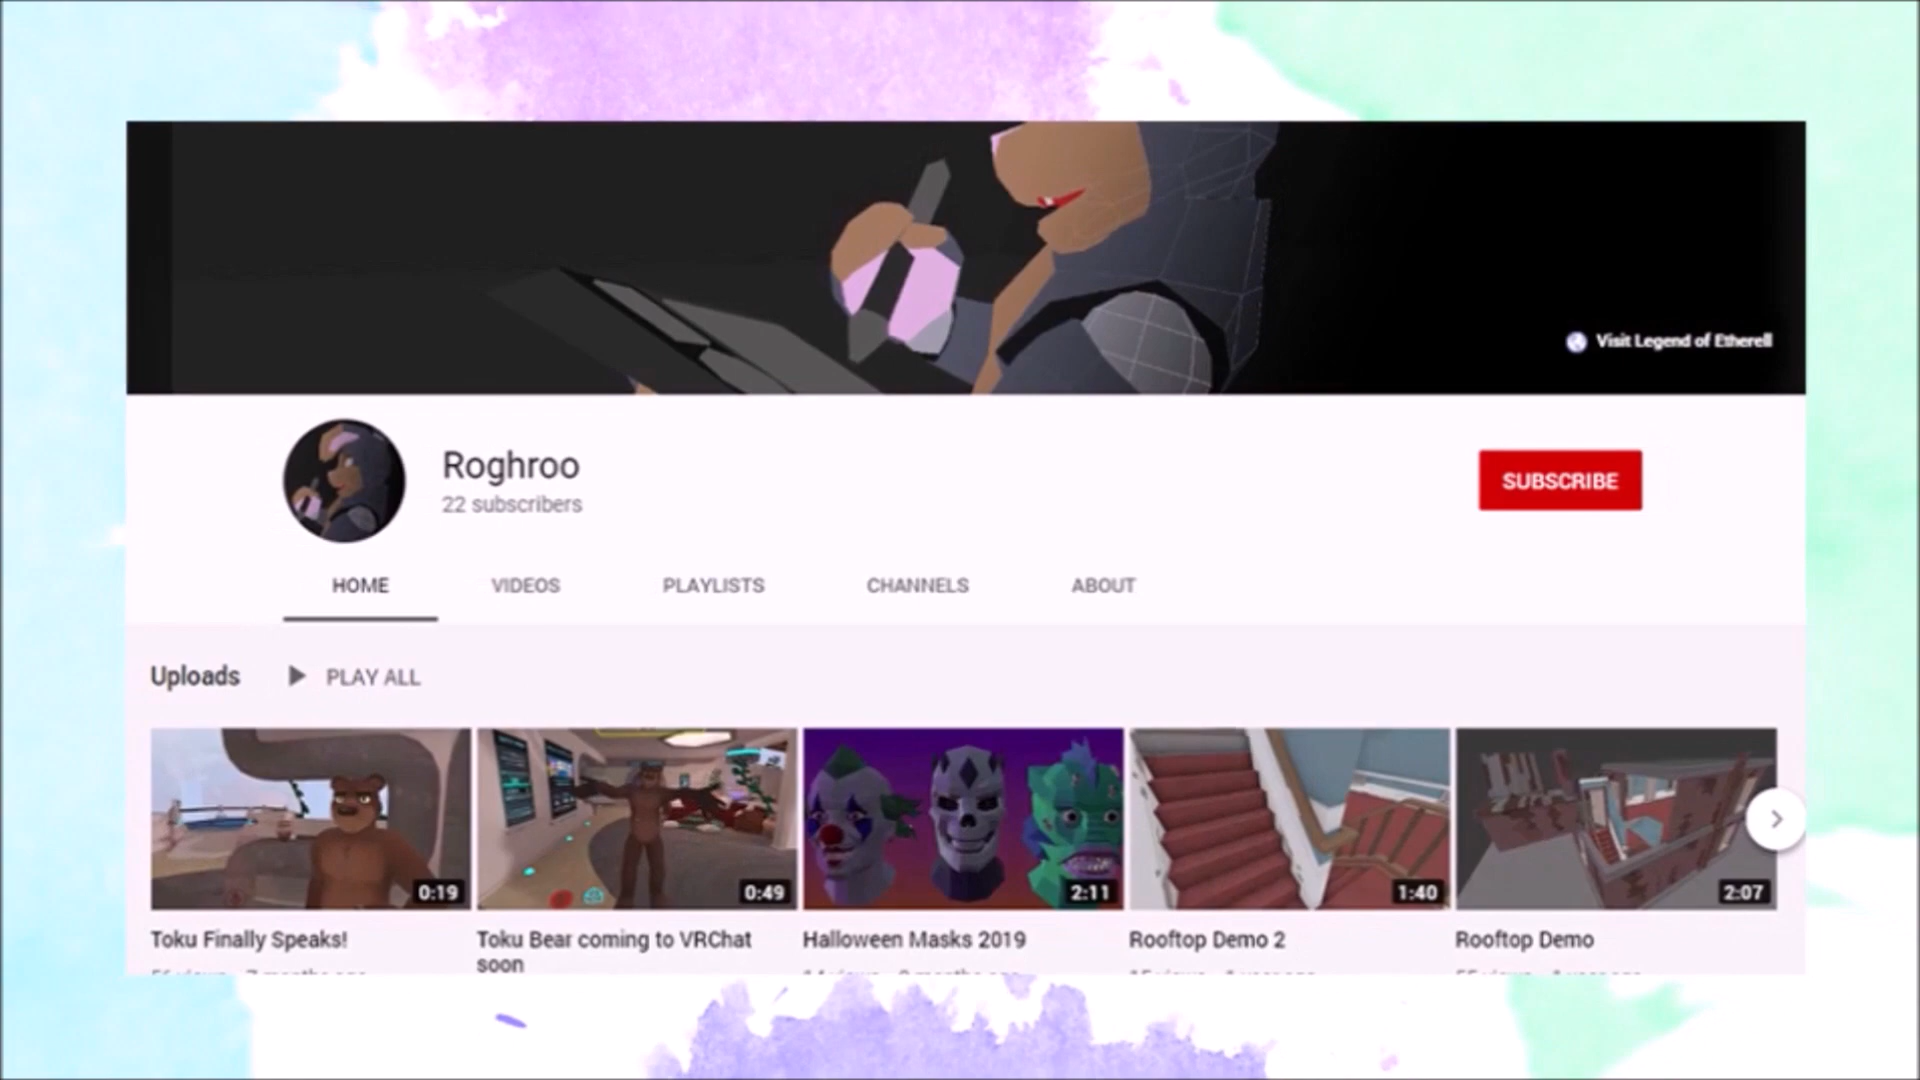 Visit Legend of Etherell
Roghroo
22 subscribers
SUBSCRIBE
HOME VIDEOS PLAYLISTS CHANNELS ABOUT
Uploads PLAY ALL
0:19 0:49 2:11 1:40 2:07
Toku Finally Speaks!
Toku Bear coming to VRChat
soon
Halloween Masks 2019
Rooftop Demo 2
Rooftop Demo